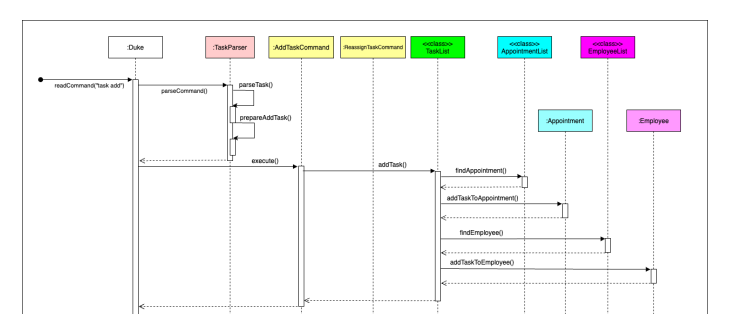 :Duke
:TaskParser
:AddTaskCommand
:ReassignTaskCommand
<<class>>
TaskList
<<class>>
AppointmentList
<<class>>
EmployeeList
readCommand("task add")
parseCommand()
parseTask()
prepareAddTask()
:Appointment
:Employee
execute()
addTask()
findAppointment()
addTaskToAppointment()
findEmployee()
addTaskToEmployee()